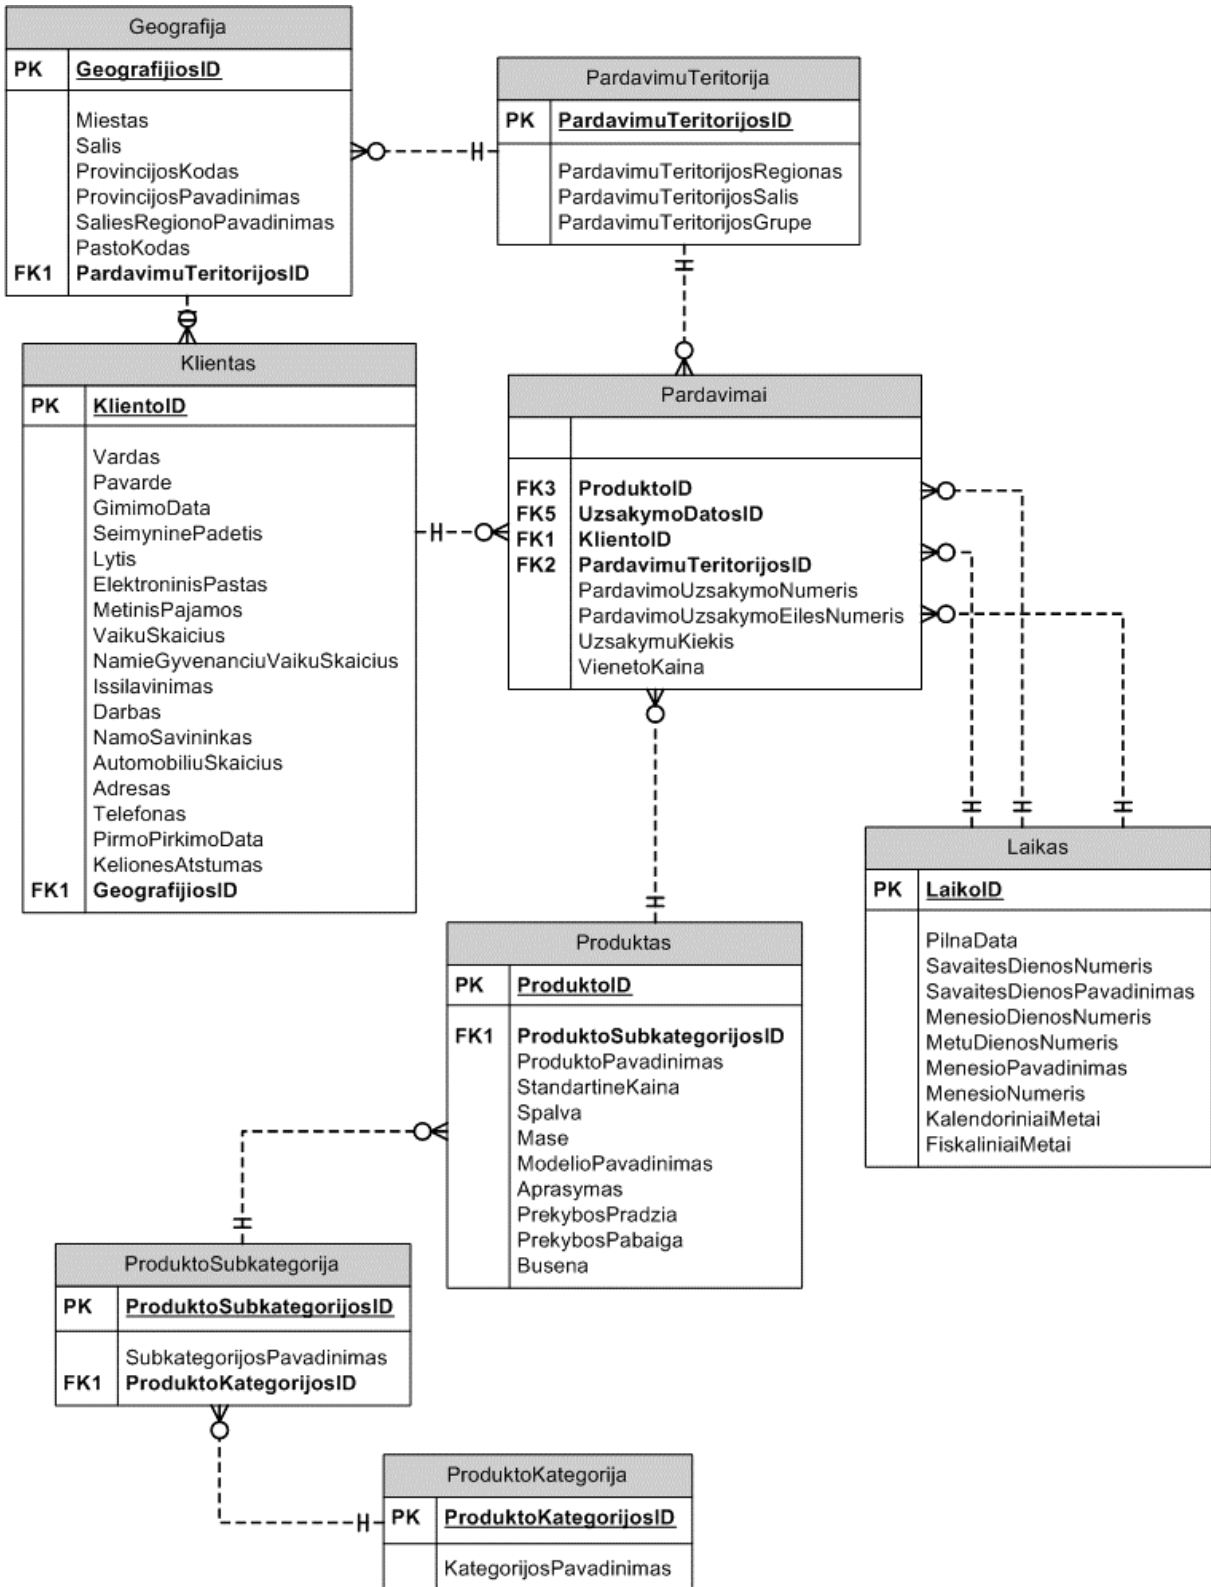 Geografija
PK GeografijiosID
Miestas
Salis
ProvincijosKodas
ProvincijosPavadinimas
SaliesRegionoPavadinimas
PastoKodas
FK1 PardavimuTeritorijosID
PardavimuTeritorija
PK PardavimuTeritorijosID
PardavimuTeritorijosRegionas
PardavimuTeritorijosSalis
PardavimuTeritorijosGrupe
Klientas
PK KlientoID
Vardas
Pavarde
GimimoData
SeimyninePadetis
Lytis
ElektroninisPastas
MetinisPajamos
VaikuSkaicius
NamieGyvenanciuVaikuSkaicius
Issilavinimas
Darbas
NamoSavininkas
AutomobiliuSkaicius
Adresas
Telefonas
PirmoPirkimoData
KelionesAtstumas
FK1 GeografijiosID
Pardavimai
FK3 ProduktoID
FK5 UzsakymoDatosID
FK1 KlientoID
FK2 PardavimuTeritorijosID
PardavimoUzsakymoNumeris
PardavimoUzsakymoEilesNumeris
UzsakymuKiekis
VienetoKaina
Laikas
PK LaikoID
PilnaData
SavaitesDienosNumeris
SavaitesDienosPavadinimas
MenesioDienosNumeris
MetuDienosNumeris
MenesioPavadinimas
MenesioNumeris
KalendoriniaiMetai
FiskaliniaiMetai
Produktas
PK ProduktoID
FK1 ProduktoSubkategorijosID
ProduktoPavadinimas
StandartineKaina
Spalva
Mase
ModelioPavadinimas
Aprasymas
PrekybosPradzia
PrekybosPabaiga
Busena
ProduktoSubkategorija
PK ProduktoSubkategorijosID
SubkategorijosPavadinimas
FK1 ProduktoKategorijosID
ProduktoKategorija
PK ProduktoKategorijosID
KategorijosPavadinimas